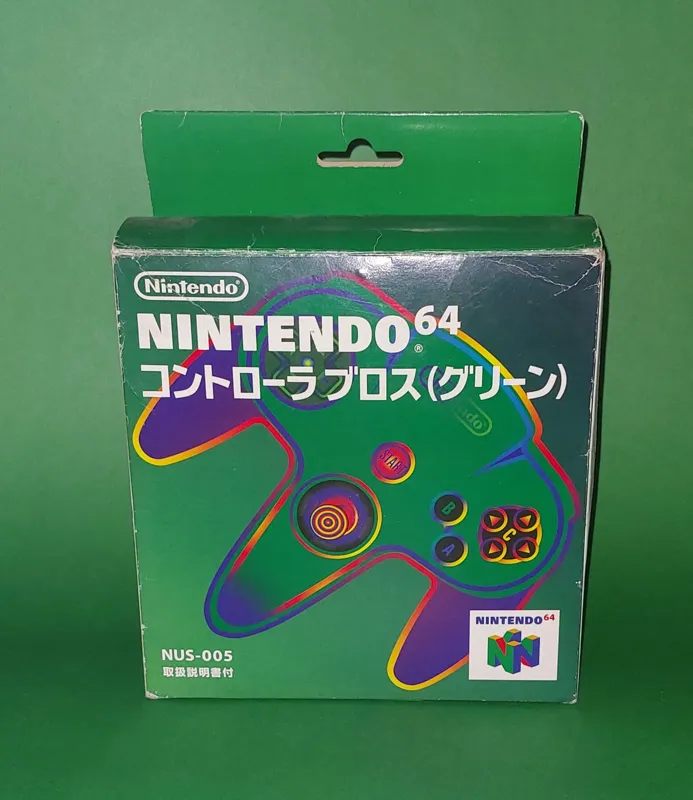 Nintendo
NINTENDO64®
コントローラ ブロス(グリーン)
Nintendo
START
B
A
C
NINTENDO64
NUS-005
取扱説明書付